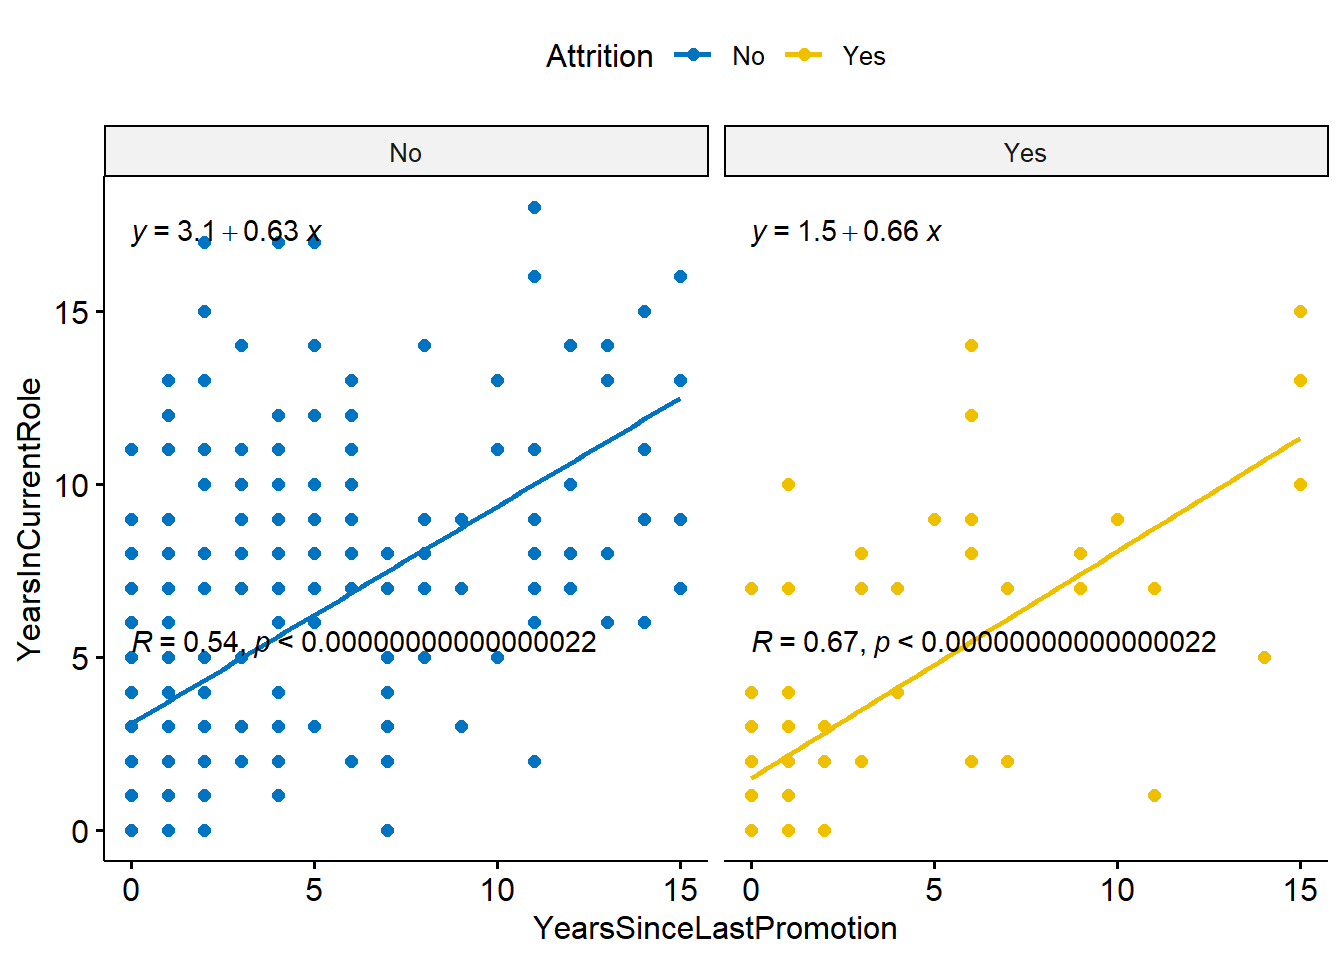 Attrition No Yes
No Yes
y = 3.1 + 0.63 x y = 1.5 + 0.66 x
15
10
R = 0.54, p < 0.00000000000000022 R = 0.67, p < 0.00000000000000022
5
0
0 5 10 15 0 5 10 15
YearsInCurrentRole
YearsSinceLastPromotion